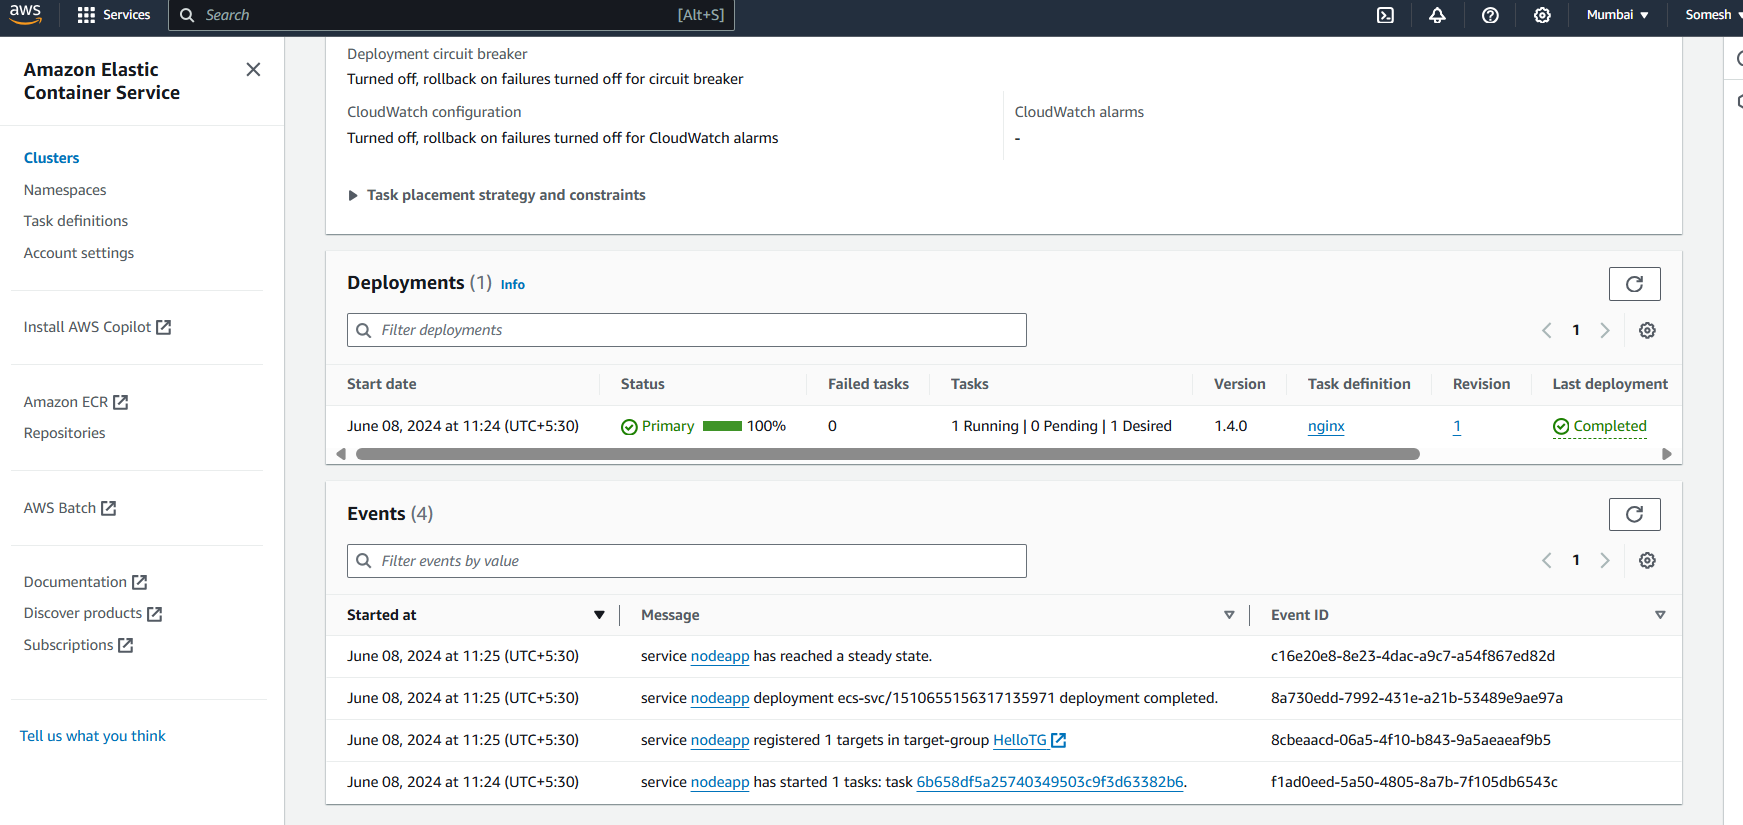 aws
Services
Search
[Alt+S]
Mumbai
Somesh
Amazon Elastic
Container Service
Clusters
Namespaces
Task definitions
Account settings
Install AWS Copilot
Amazon ECR
Repositories
AWS Batch
Documentation
Discover products
Subscriptions
Tell us what you think
Deployment circuit breaker
Turned off, rollback on failures turned off for circuit breaker
CloudWatch configuration
Turned off, rollback on failures turned off for CloudWatch alarms
CloudWatch alarms
-
Task placement strategy and constraints
Deployments (1) Info
Filter deployments
1
Start date Status Failed tasks Tasks Version Task definition Revision Last deployment
June 08, 2024 at 11:24 (UTC+5:30) Primary 100% 0 1 Running | 0 Pending | 1 Desired 1.4.0 nginx 1 Completed
Events (4)
Filter events by value
1
Started at Message Event ID
June 08, 2024 at 11:25 (UTC+5:30) service nodeapp has reached a steady state. c16e20e8-8e23-4dac-a9c7-a54f867ed82d
June 08, 2024 at 11:25 (UTC+5:30) service nodeapp deployment ecs-svc/1510655156317135971 deployment completed. 8a730edd-7992-431e-a21b-53489e9ae97a
June 08, 2024 at 11:25 (UTC+5:30) service nodeapp registered 1 targets in target-group HelloTG 8cbeaacd-06a5-4f10-b843-9a5aeaeaf9b5
June 08, 2024 at 11:24 (UTC+5:30) service nodeapp has started 1 tasks: task 6b658df5a25740349503c9f3d63382b6. f1ad0eed-5a50-4805-8a7b-7f105db6543c